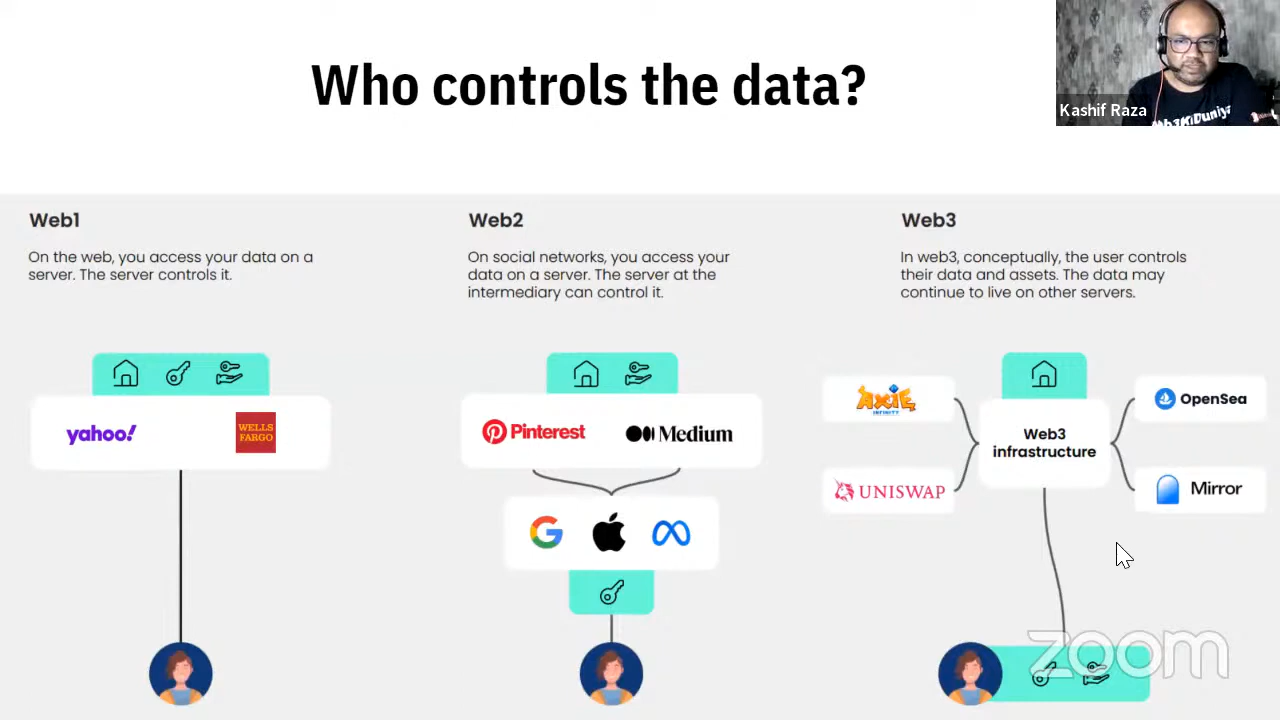 Who controls the data?
Kashif Raza
Web1
On the web, you access your data on a
server. The server controls it.
yahoo!
WELLS
FARGO
Web2
On social networks, you access your
data on a server. The server at the
intermediary can control it.
Pinterest
Medium
Web3
In web3, conceptually, the user controls
their data and assets. The data may
continue to live on other servers.
AXIE
INFINITY
UNISWAP
Web3
infrastructure
OpenSea
Mirror
zoom